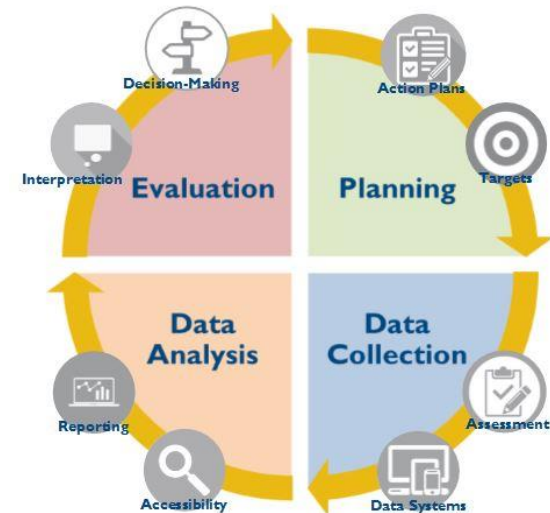 Decision-Making
Action Plans
Interpretation
Evaluation
Planning
Targets
Data
Analysis
Data
Collection
Reporting
Assessment
Accessibility
Data Systems